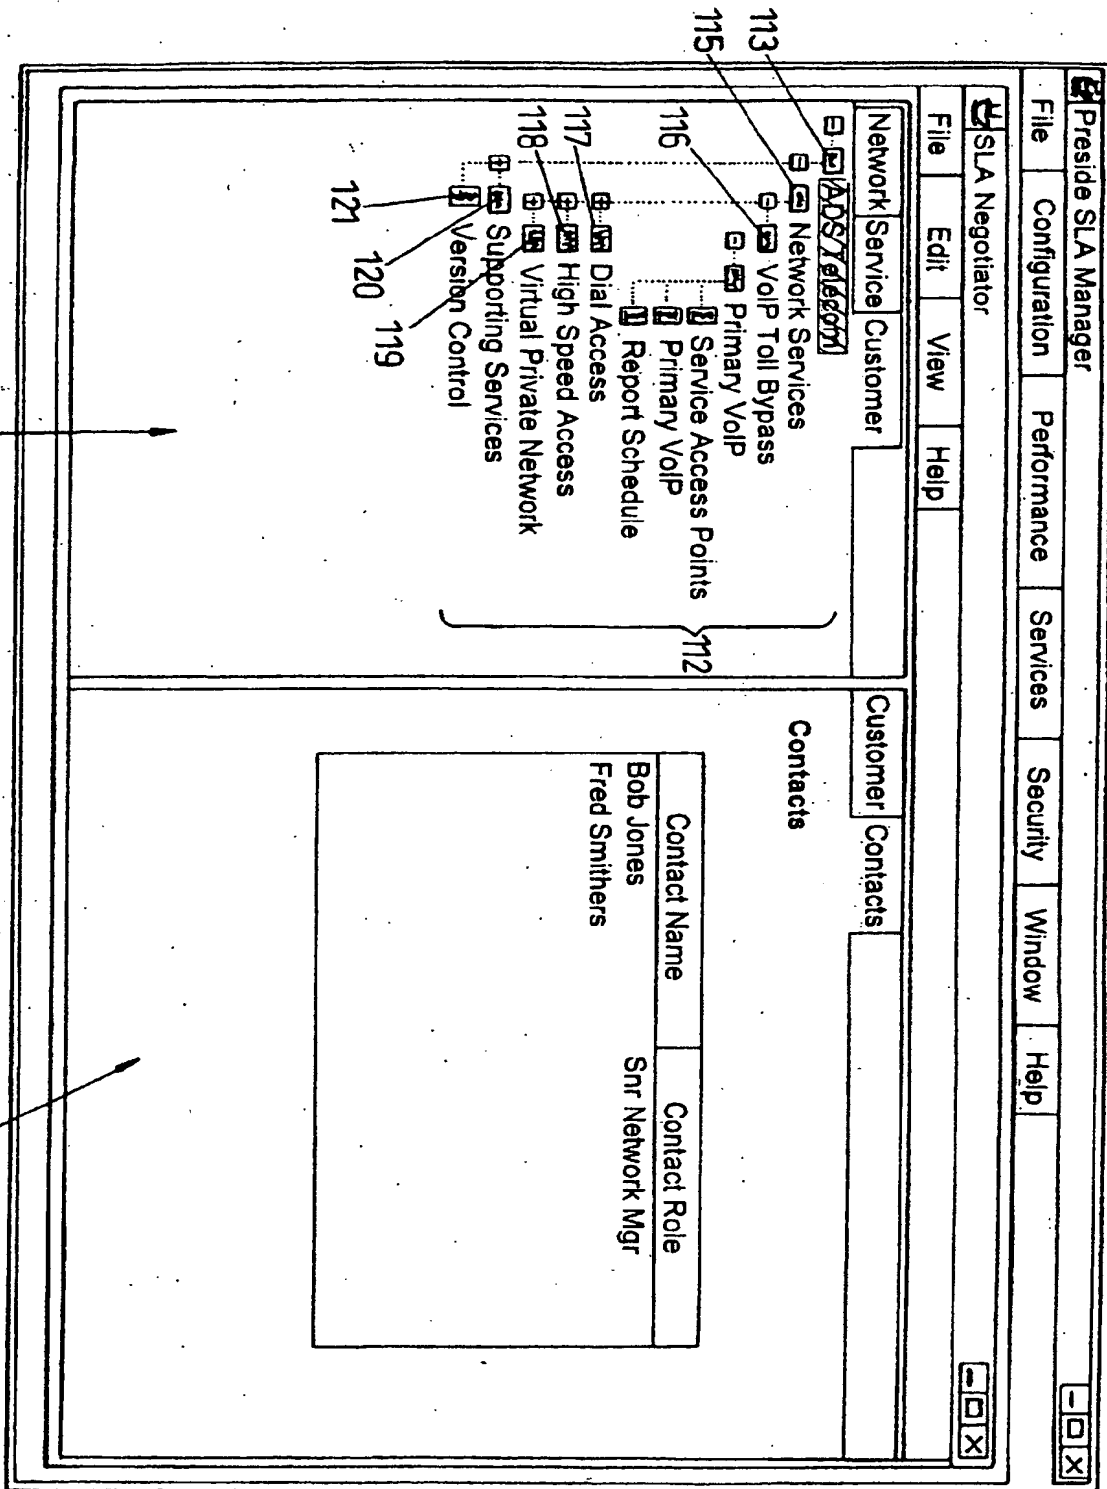 Preside SLA Manager
File Configuration Performance Services Security Window Help
SLA Negotiator
File Edit View Help
Network Service Customer
113
ADS Telecom
115
Network Services
116
VoIP Toll Bypass
Primary VoIP
Service Access Points
Primary VoIP
Report Schedule
117
Dial Access
118
High Speed Access
119
Virtual Private Network
120
Supporting Services
121
Version Control
112
Customer Contacts
Contacts
Contact Name Contact Role
Bob Jones Snr Network Mgr
Fred Smithers